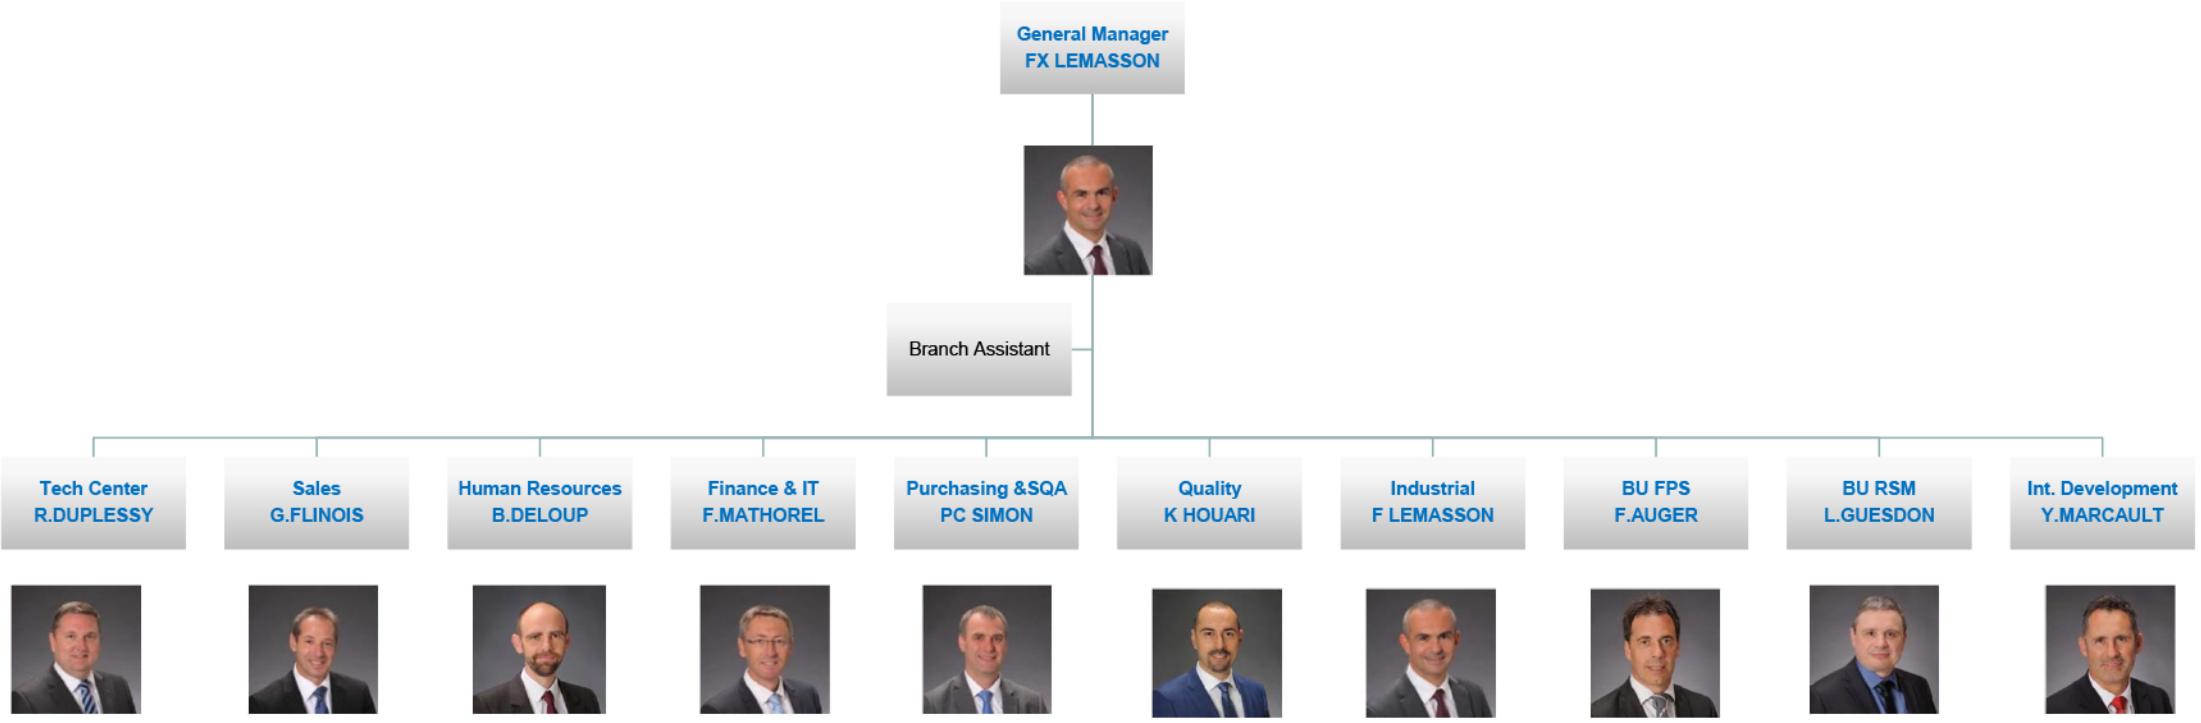 General Manager
FX LEMASSON
Branch Assistant
Tech Center
R.DUPLESSY
Sales
G.FLINOIS
Human Resources
B.DELOUP
Finance & IT
F.MATHOREL
Purchasing &SQA
PC SIMON
Quality
K HOUARI
Industrial
F LEMASSON
BU FPS
F.AUGER
BU RSM
L.GUESDON
Int. Development
Y.MARCAULT